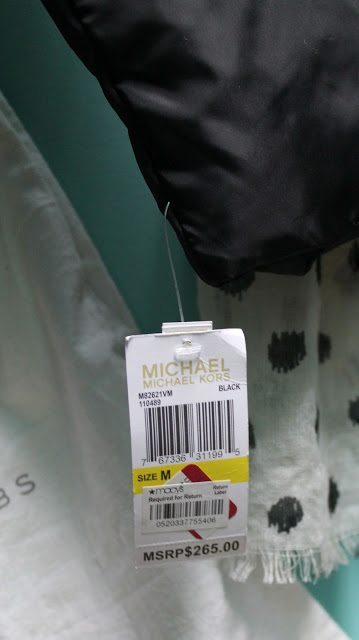 MICHAEL
MICHAEL KORS
M82621VM BLACK
110489
7 67336 31199 5
SIZE M
★macy's Return Label
Required for Return
0520337755406
MSRP$265.00
BS